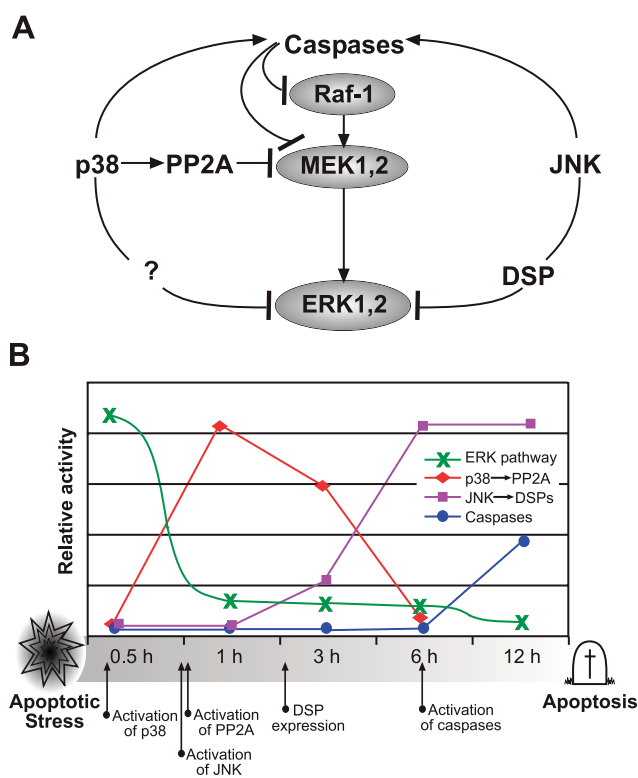 A
Caspases
Raf-1
p38
PP2A
MEK1,2
JNK
?
DSP
ERK1,2
B
Relative activity
ERK pathway
p38 → PP2A
JNK → DSPs
Caspases
0.5 h
1 h
3 h
6 h
12 h
Apoptotic
Stress
Apoptosis
Activation
of p38
Activation
of JNK
Activation
of PP2A
DSP
expression
Activation
of caspases